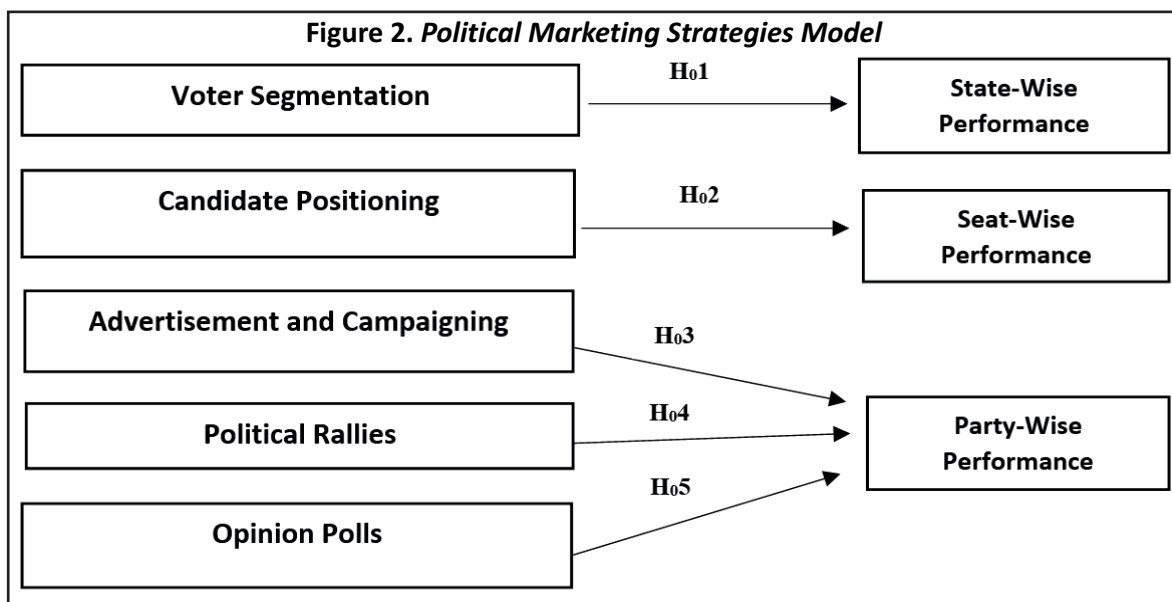 Figure 2. Political Marketing Strategies Model
Voter Segmentation
H₀1
State-Wise
Performance
Candidate Positioning
H₀2
Seat-Wise
Performance
Advertisement and Campaigning
H₀3
Political Rallies
H₀4
Party-Wise
Performance
H₀5
Opinion Polls